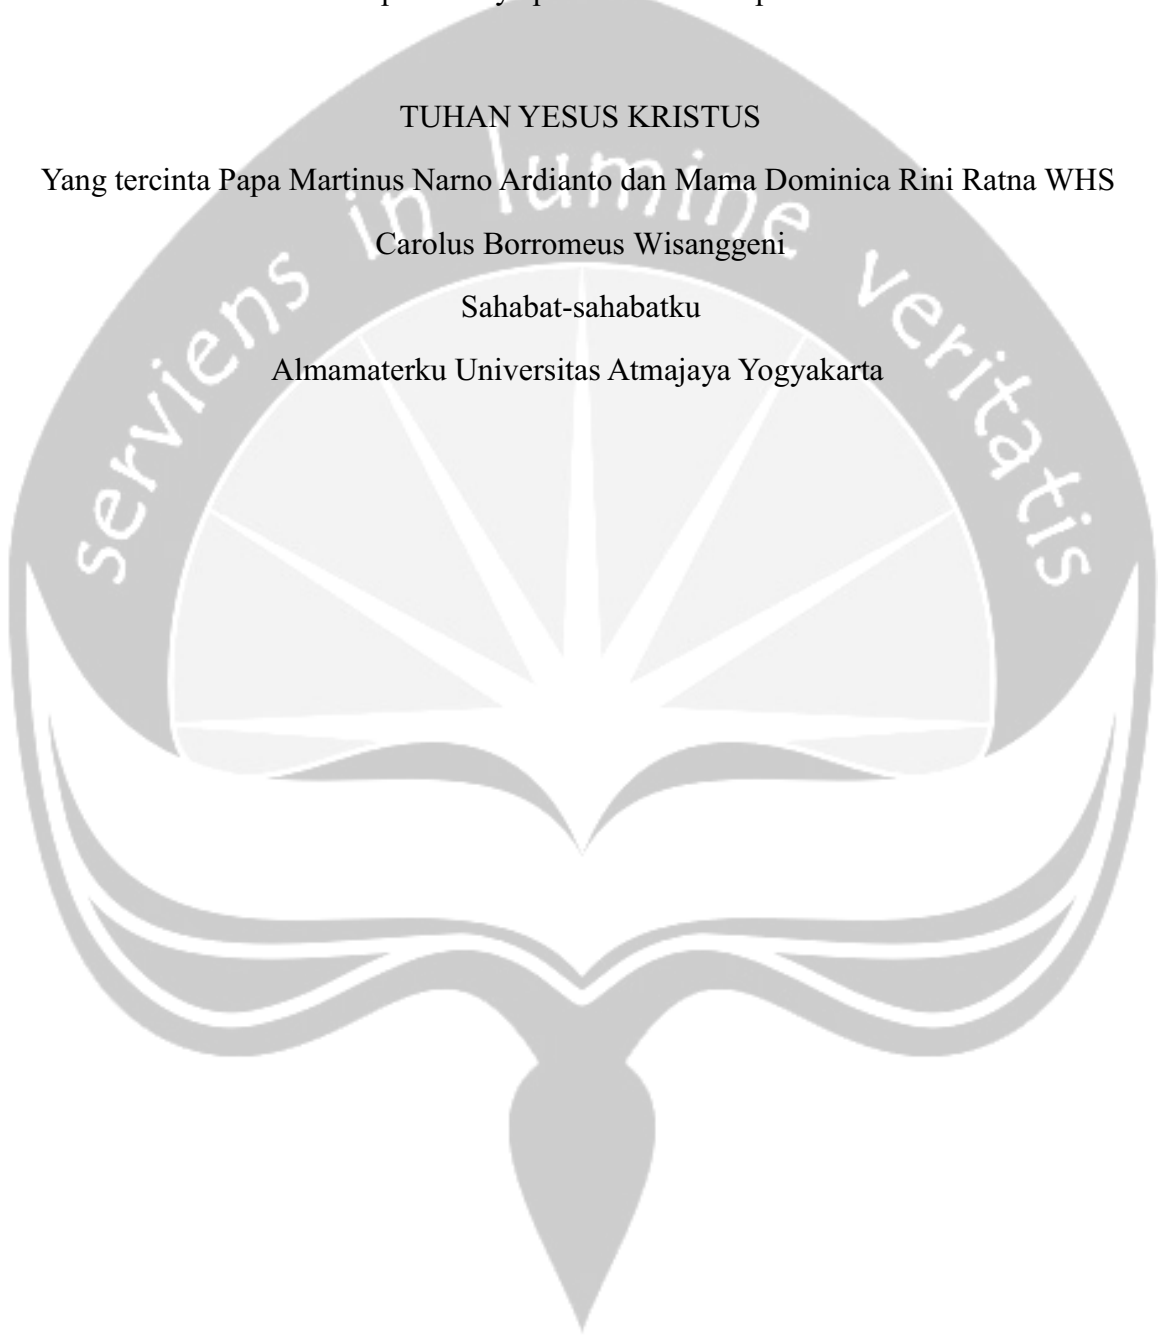 TUHAN YESUS KRISTUS
serviens in lumine veritatis
Yang tercinta Papa Martinus Narno Ardianto dan Mama Dominica Rini Ratna WHS
Carolus Borromeus Wisanggeni
Sahabat-sahabatku
Almamaterku Universitas Atmajaya Yogyakarta